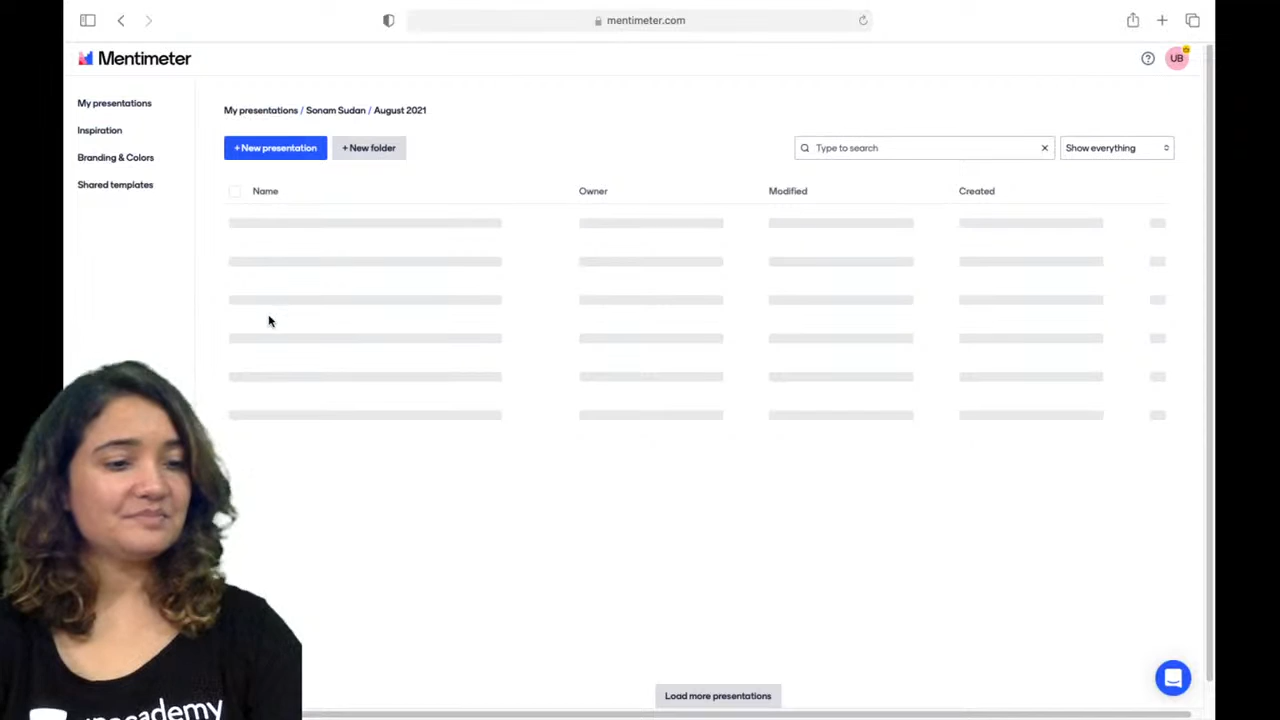 mentimeter.com
Mentimeter
UB
My presentations
Inspiration
Branding & Colors
Shared templates
My presentations / Sonam Sudan / August 2021
+ New presentation
+ New folder
Type to search
Show everything
Name
Owner
Modified
Created
Load more presentations